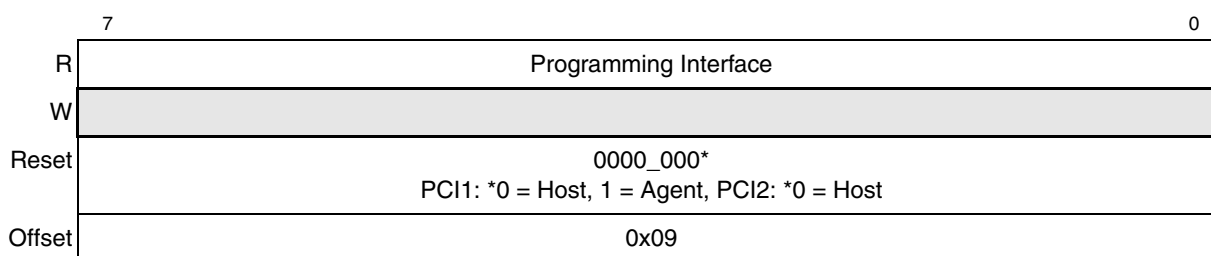 7 0
R Programming Interface
W
Reset 0000_000*
PCI1: *0 = Host, 1 = Agent, PCI2: *0 = Host
Offset 0x09